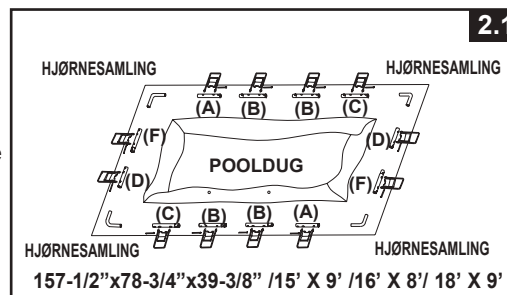 2.1
HJØRNESAMLING HJØRNESAMLING
(A) (B) (B) (C)
(F) (D)
POOLDUG
(D) (F)
(C) (B) (B) (A)
HJØRNESAMLING HJØRNESAMLING
157-1/2”x78-3/4”x39-3/8” /15’ X 9’ /16’ X 8’/ 18’ X 9’